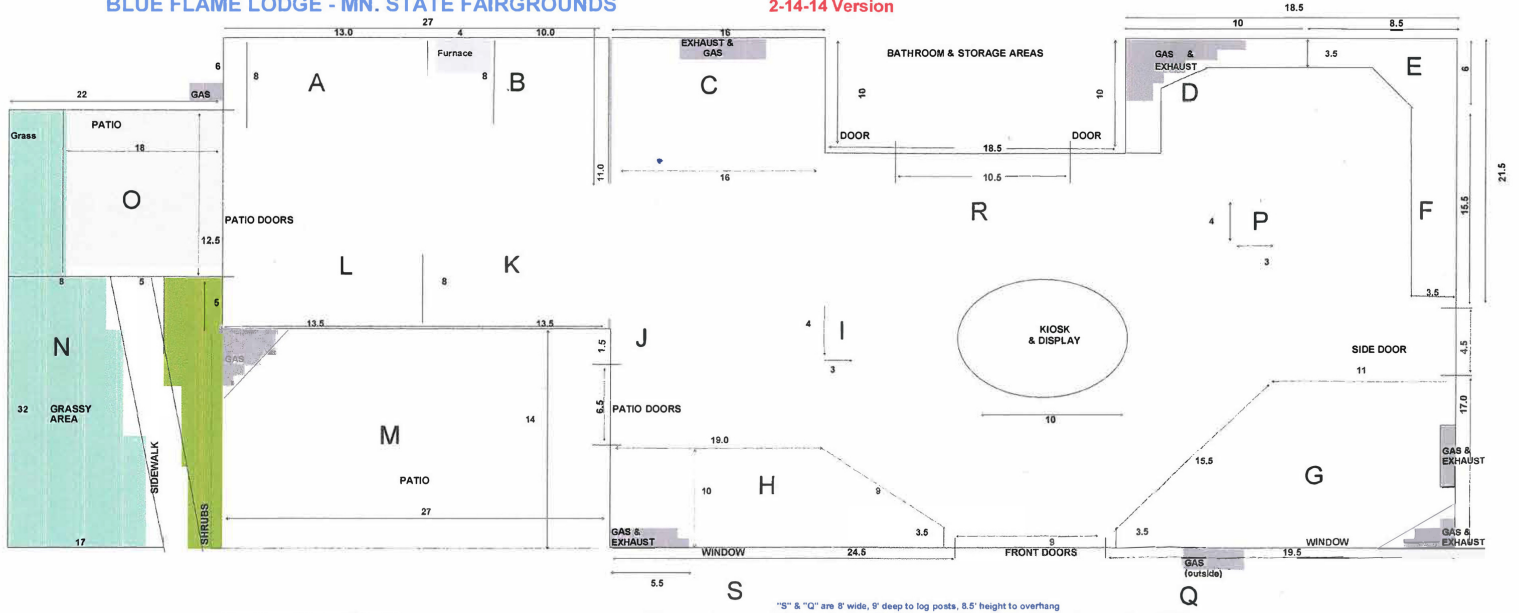 BLUE FLAME LODGE - MN. STATE FAIRGROUNDS
2-14-14 Version
27
13.0
4
10.0
16
18.5
10
8.5
6
8
A
Furnace
8
B
EXHAUST &
GAS
C
10
BATHROOM & STORAGE AREAS
10
GAS &
EXHAUST
D
3.5
E
6
22
GAS
Grass
PATIO
18
O
12.5
PATIO DOORS
11.0
16
DOOR
DOOR
18.5
10.5
R
4
P
3
F
15.5
21.5
3.5
L
K
8
8
5
5
13.5
13.5
N
32
GRASSY
AREA
GAS
1.5
J
4
I
3
KIOSK
& DISPLAY
10
SIDE DOOR
4.5
11
17.0
6.5
PATIO DOORS
M
14
PATIO
27
SIDEWALK
SHRUBS
17
19.0
10
H
9
3.5
GAS &
EXHAUST
WINDOW
24.5
9
FRONT DOORS
3.5
15.5
G
GAS &
EXHAUST
GAS &
EXHAUST
WINDOW
19.5
GAS
(outside)
5.5
S
Q
"S" & "Q" are 8' wide, 9' deep to log posts, 8.5' height to overhang